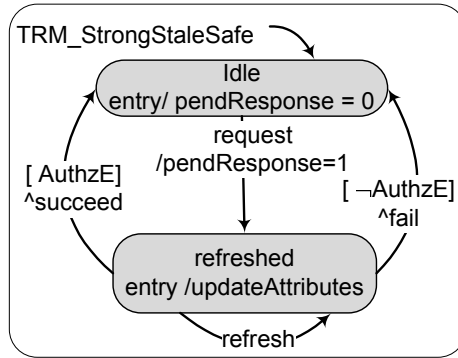 TRM_StrongStaleSafe
Idle
entry/ pendResponse = 0
request
/pendResponse=1
[ AuthzE]
^succeed
[ ¬AuthzE]
^fail
refreshed
entry /updateAttributes
refresh